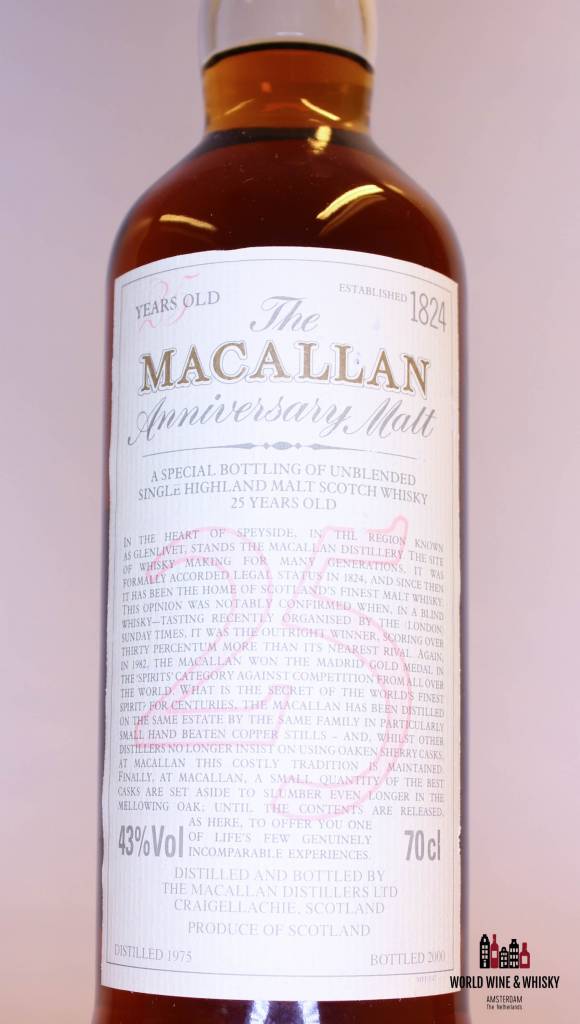 25
YEARS OLD
ESTABLISHED 1824
The
MACALLAN
Anniversary Malt
A SPECIAL BOTTLING OF UNBLENDED
SINGLE HIGHLAND MALT SCOTCH WHISKY
25 YEARS OLD
25
IN THE HEART OF SPEYSIDE, IN THE REGION KNOWN
AS GLENLIVET, STANDS THE MACALLAN DISTILLERY. THE SITE
OF WHISKY MAKING FOR MANY GENERATIONS, IT WAS
FORMALLY ACCORDED LEGAL STATUS IN 1824, AND SINCE THEN
IT HAS BEEN THE HOME OF SCOTLAND'S FINEST MALT WHISKY.
THIS OPINION WAS NOTABLY CONFIRMED WHEN, IN A BLIND
WHISKY—TASTING RECENTLY ORGANISED BY THE (LONDON)
SUNDAY TIMES, IT WAS THE OUTRIGHT WINNER, SCORING OVER
THIRTY PERCENTUM MORE THAN ITS NEAREST RIVAL. AGAIN,
IN 1982, THE MACALLAN WON THE MADRID GOLD MEDAL IN
THE 'SPIRITS' CATEGORY AGAINST COMPETITION FROM ALL OVER
THE WORLD. WHAT IS THE SECRET OF THE WORLD'S FINEST
SPIRIT? FOR CENTURIES, THE MACALLAN HAS BEEN DISTILLED
ON THE SAME ESTATE BY THE SAME FAMILY IN PARTICULARLY
SMALL HAND BEATEN COPPER STILLS – AND, WHILST OTHER
DISTILLERS NO LONGER INSIST ON USING OAKEN SHERRY CASKS,
AT MACALLAN THIS COSTLY TRADITION IS MAINTAINED.
FINALLY, AT MACALLAN, A SMALL QUANTITY OF THE BEST
CASKS ARE SET ASIDE TO SLUMBER EVEN LONGER IN THE
MELLOWING OAK; UNTIL THE CONTENTS ARE RELEASED,
AS HERE, TO OFFER YOU ONE
OF LIFE'S FEW GENUINELY
INCOMPARABLE EXPERIENCES.
43%Vol
70cl
DISTILLED AND BOTTLED BY
THE MACALLAN DISTILLERS LTD
CRAIGELLACHIE, SCOTLAND
PRODUCE OF SCOTLAND
DISTILLED 1975
BOTTLED 2000
WORLD WINE & WHISKY
AMSTERDAM
The Netherlands